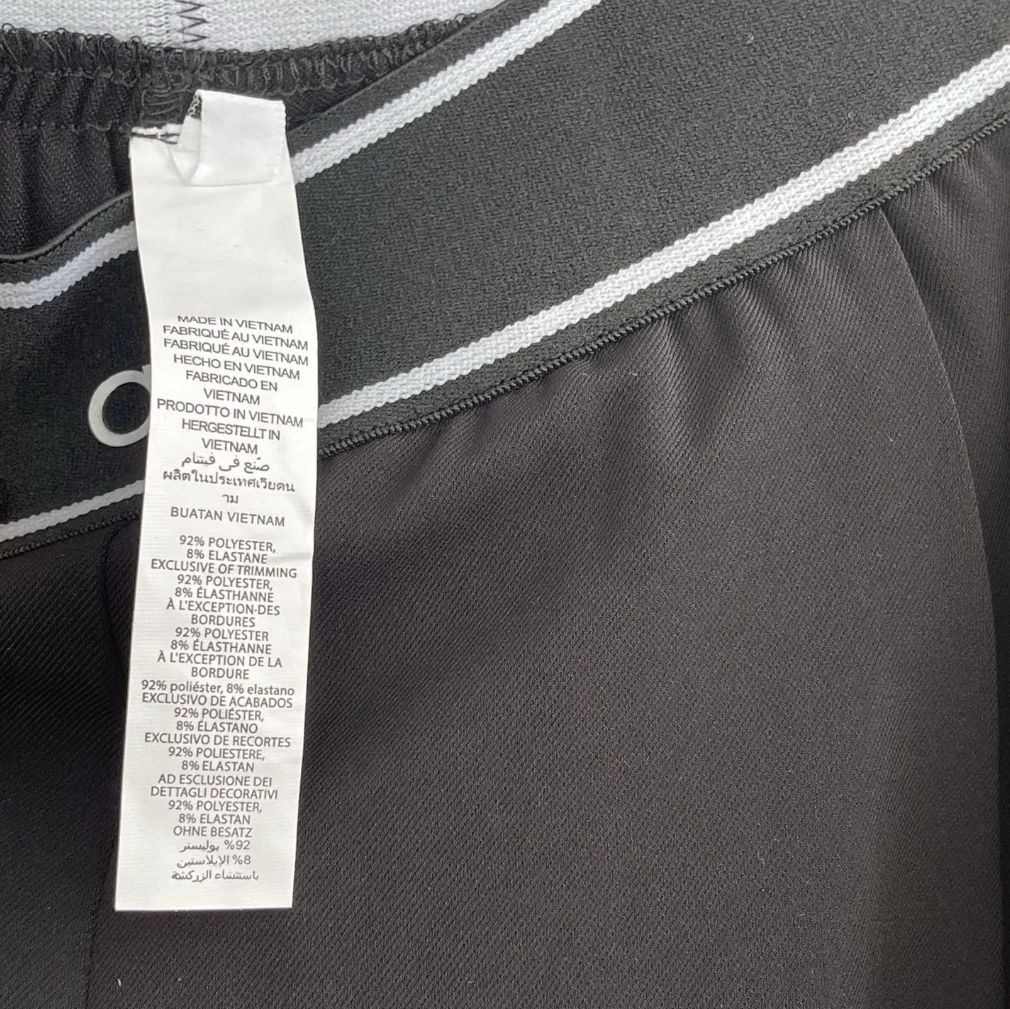 MADE IN VIETNAM
FABRIQUÉ AU VIETNAM
FABRIQUÉ AU VIETNAM
HECHO EN VIETNAM
FABRICADO EN
VIETNAM
PRODOTTO IN VIETNAM
HERGESTELLT IN
VIETNAM
صُنع في فيتنام
ผลิตในประเทศเวียดน
าม
BUATAN VIETNAM
92% POLYESTER,
8% ELASTANE
EXCLUSIVE OF TRIMMING
92% POLYESTER,
8% ÉLASTHANNE
À L'EXCEPTION-DES
BORDURES
92% POLYESTER
8% ÉLASTHANNE
À L'EXCEPTION DE LA
BORDURE
92% poliéster, 8% elastano
EXCLUSIVO DE ACABADOS
92% POLIÉSTER,
8% ÉLASTANO
EXCLUSIVO DE RECORTES
92% POLIESTERE,
8% ELASTAN
AD ESCLUSIONE DEI
DETTAGLI DECORATIVI
92% POLYESTER,
8% ELASTAN
OHNE BESATZ
92% بوليستر
8% الإيلاستين
باستثناء الزركشة